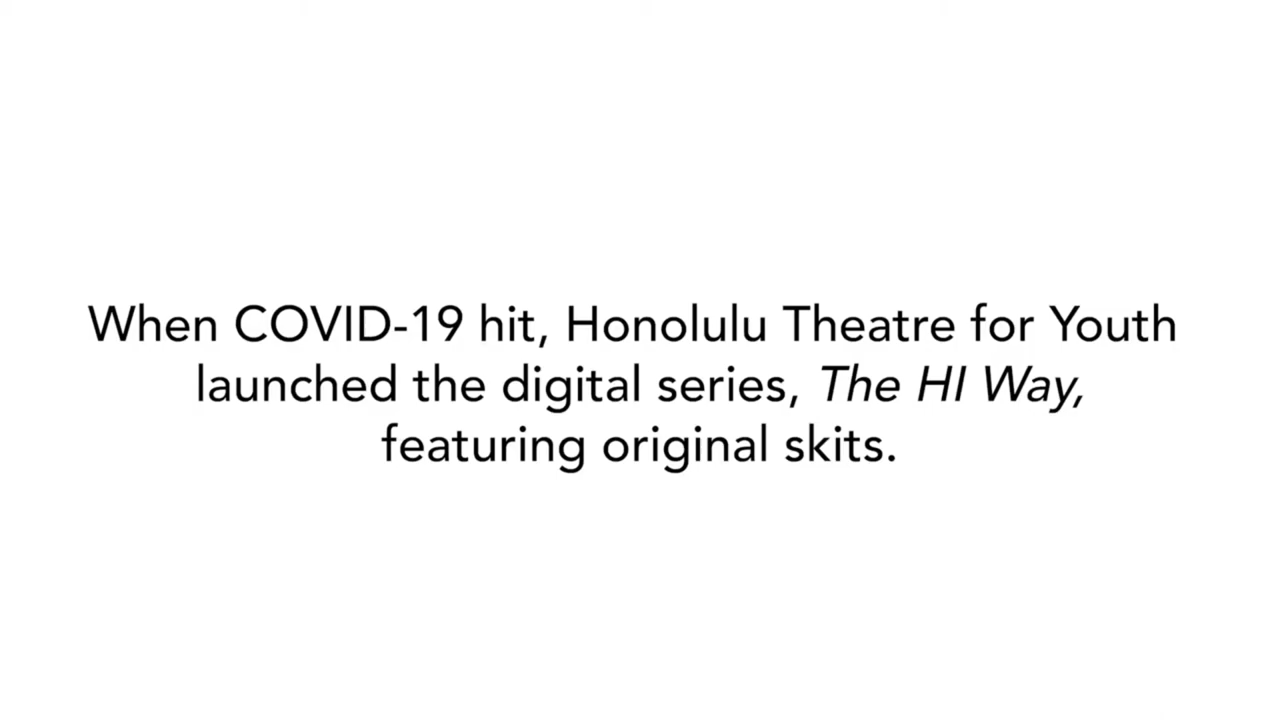 When COVID-19 hit, Honolulu Theatre for Youth
launched the digital series, The HI Way,
featuring original skits.